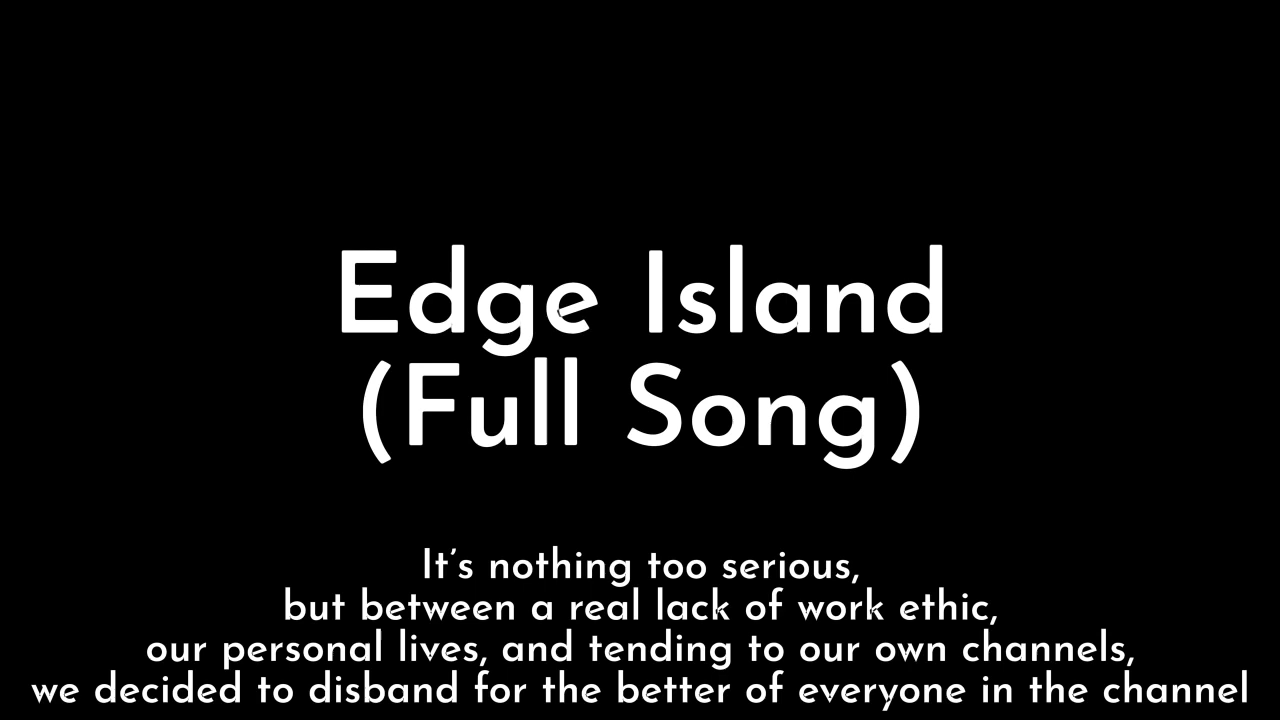 Edge Island
(Full Song)
It's nothing too serious,
but between a real lack of work ethic,
our personal lives, and tending to our own channels,
we decided to disband for the better of everyone in the channel